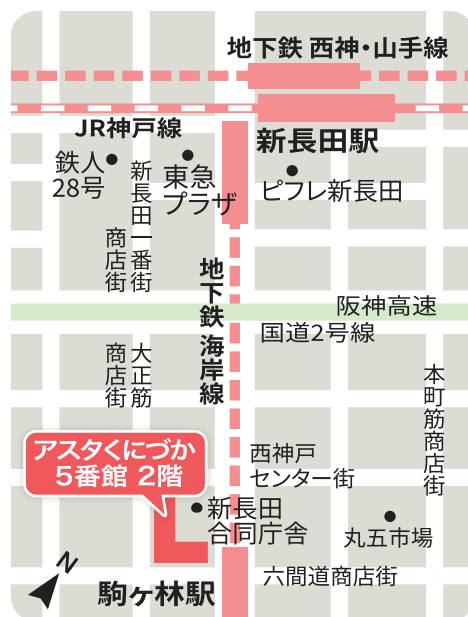 地下鉄 西神・山手線
JR神戸線
新長田駅
鉄人
28号
新長田一番街
商店街
東急
プラザ
ピフレ新長田
地下鉄 海岸線
阪神高速
国道2号線
大正筋
商店街
本町筋商店街
アスタくにづか
5番館 2階
西神戸
センター街
新長田
合同庁舎
丸五市場
六間道商店街
駒ヶ林駅
N